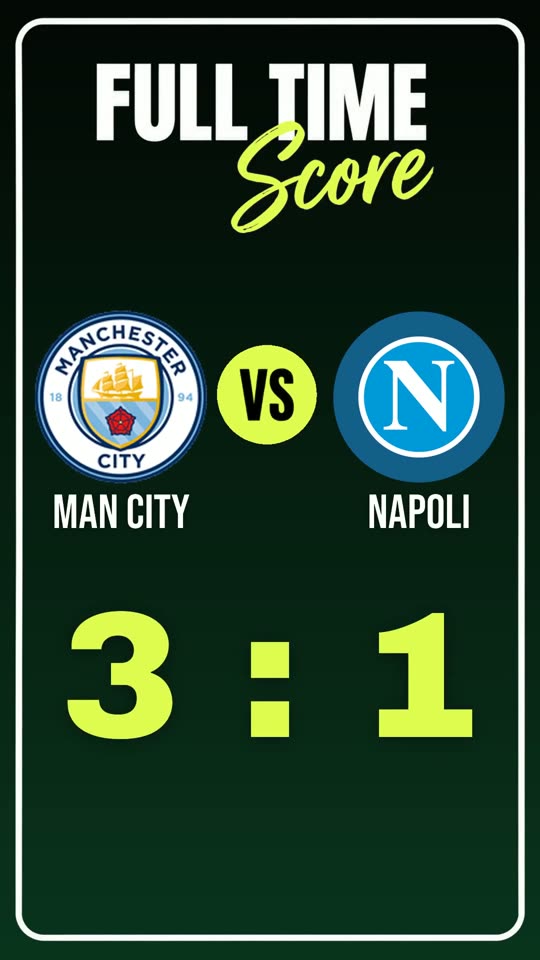 FULL TIME
Score
MANCHESTER
18 94
CITY
VS
N
MAN CITY
NAPOLI
3 : 1